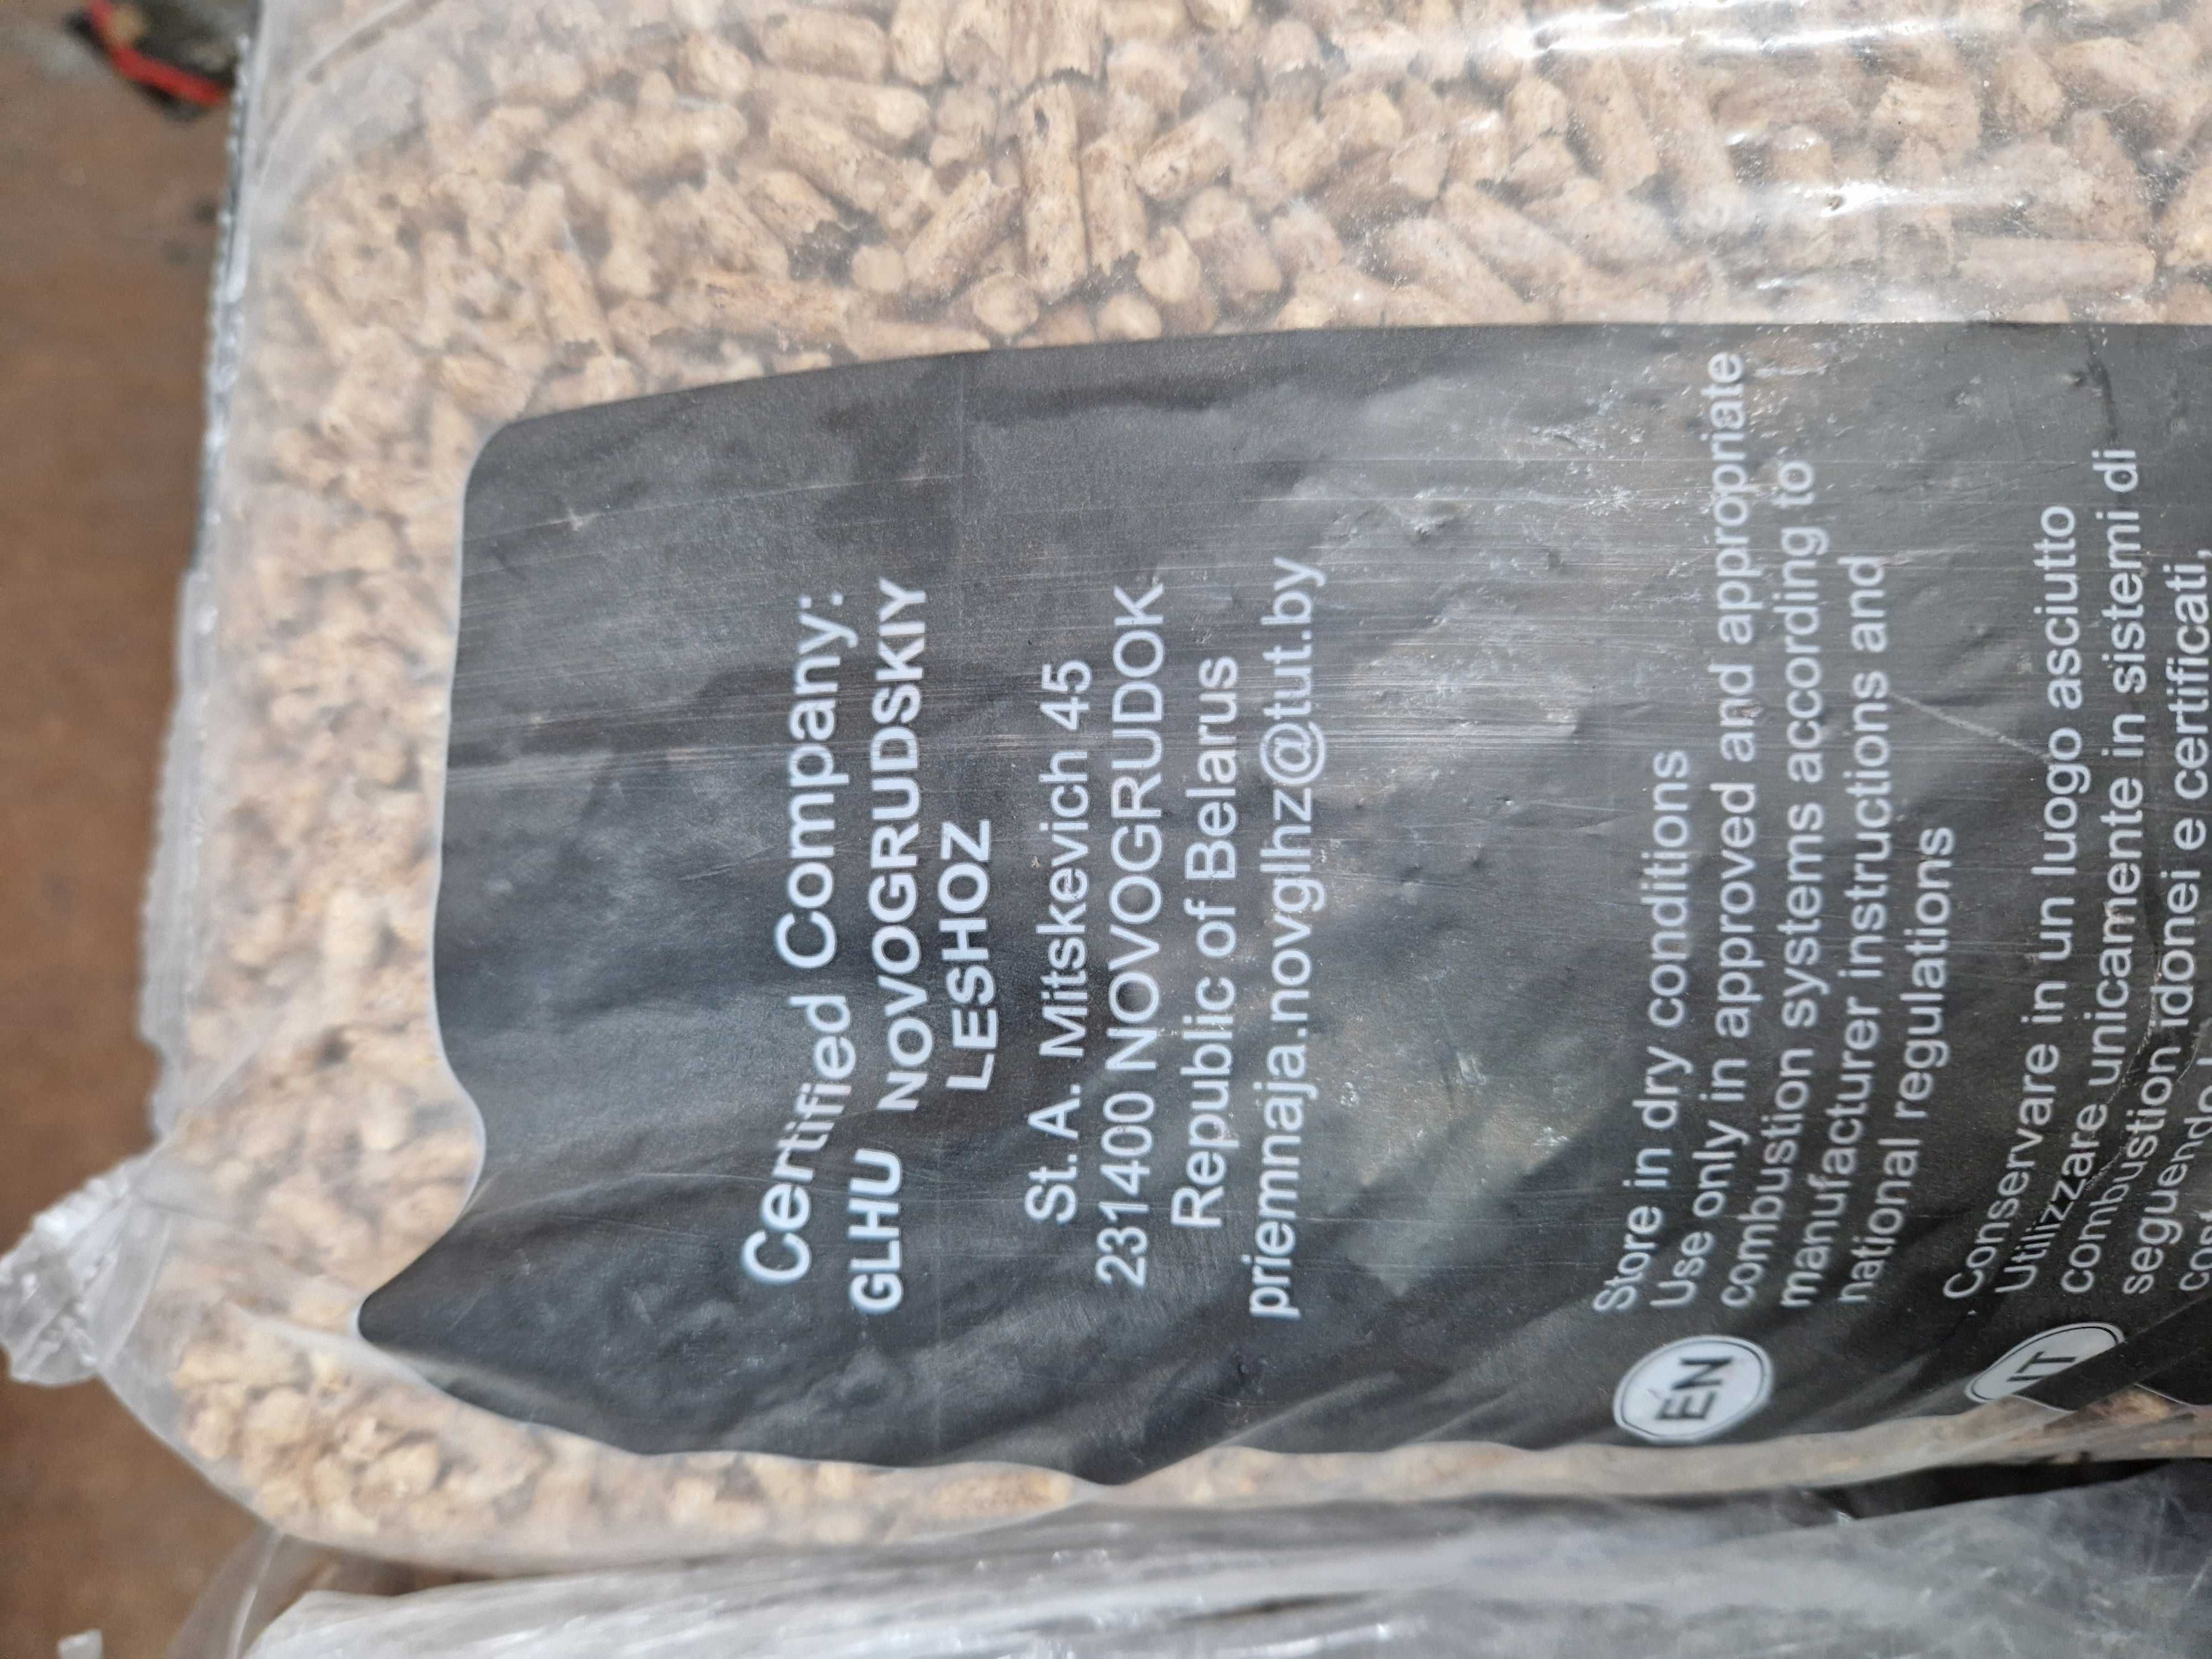 Certified Company:
GLHU NOVOGRUDSKIY
LESHOZ
St. A. Mitskevich 45
231400 NOVOGRUDOK
Republic of Belarus
priemnaja.novglhz@tut.by
EN
Store in dry conditions
Use only in approved and appropriate
combustion systems according to
manufacturer instructions and
national regulations
IT
Conservare in un luogo asciutto
Utilizzare unicamente in sistemi di
combustion idonei e certificati,
seguendo